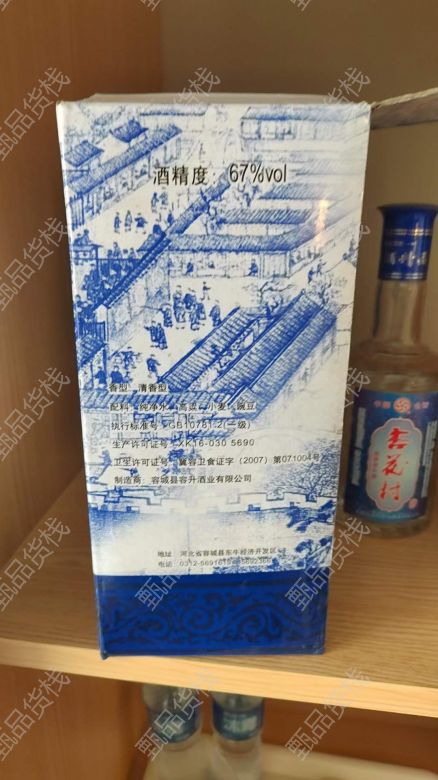 酒精度：67%vol
香型：清香型
配料：纯净水、高粱、小麦、豌豆
执行标准号：GB10781.2(一级)
生产许可证号：XK16-030 5690
卫生许可证号：冀容卫食证字（2007）第071004号
制造商：容城县容升酒业有限公司
地址：河北省容城县东牛经济开发区
电话：0312-5691615
杏花村
甄品货栈